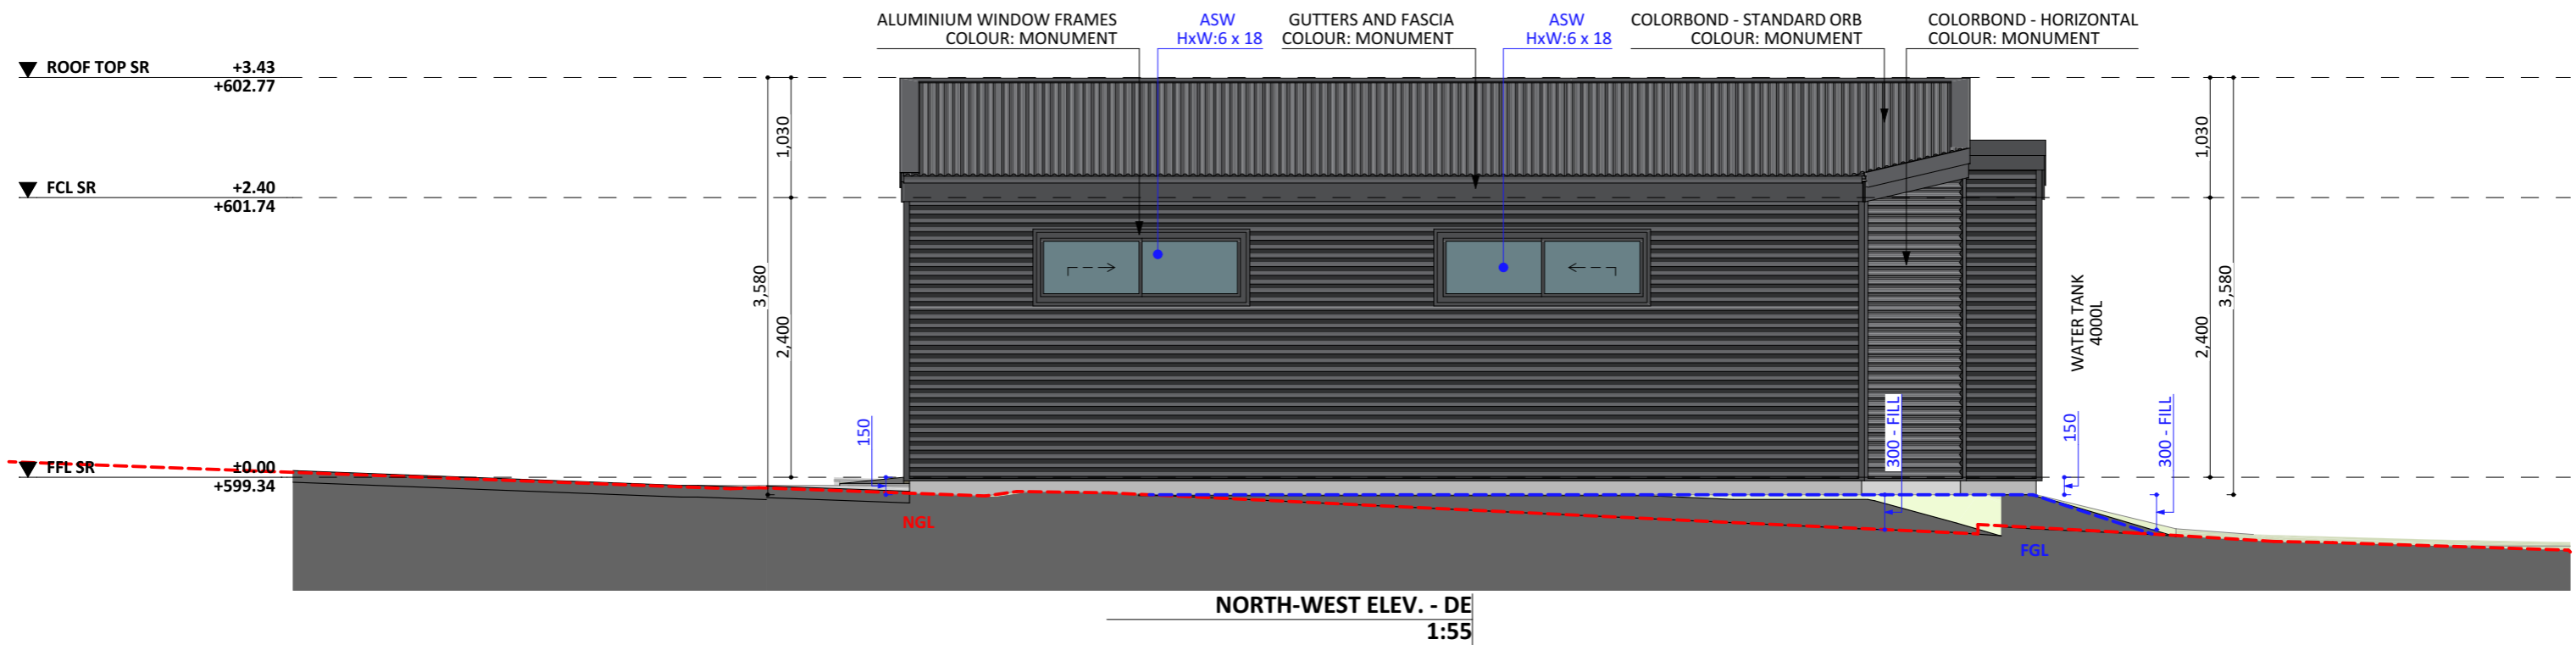 ALUMINIUM WINDOW FRAMES
COLOUR: MONUMENT
ASW
HxW:6 x 18
GUTTERS AND FASCIA
COLOUR: MONUMENT
ASW
HxW:6 x 18
COLORBOND - STANDARD ORB
COLOUR: MONUMENT
COLORBOND - HORIZONTAL
COLOUR: MONUMENT
ROOF TOP SR +3.43
+602.77
FCL SR +2.40
+601.74
FFL SR ±0.00
+599.34
3,580
1,030
2,400
150
300 - FILL
WATER TANK
4000L
150
300 - FILL
1,030
2,400
3,580
NGL
FGL
NORTH-WEST ELEV. - DE
1:55